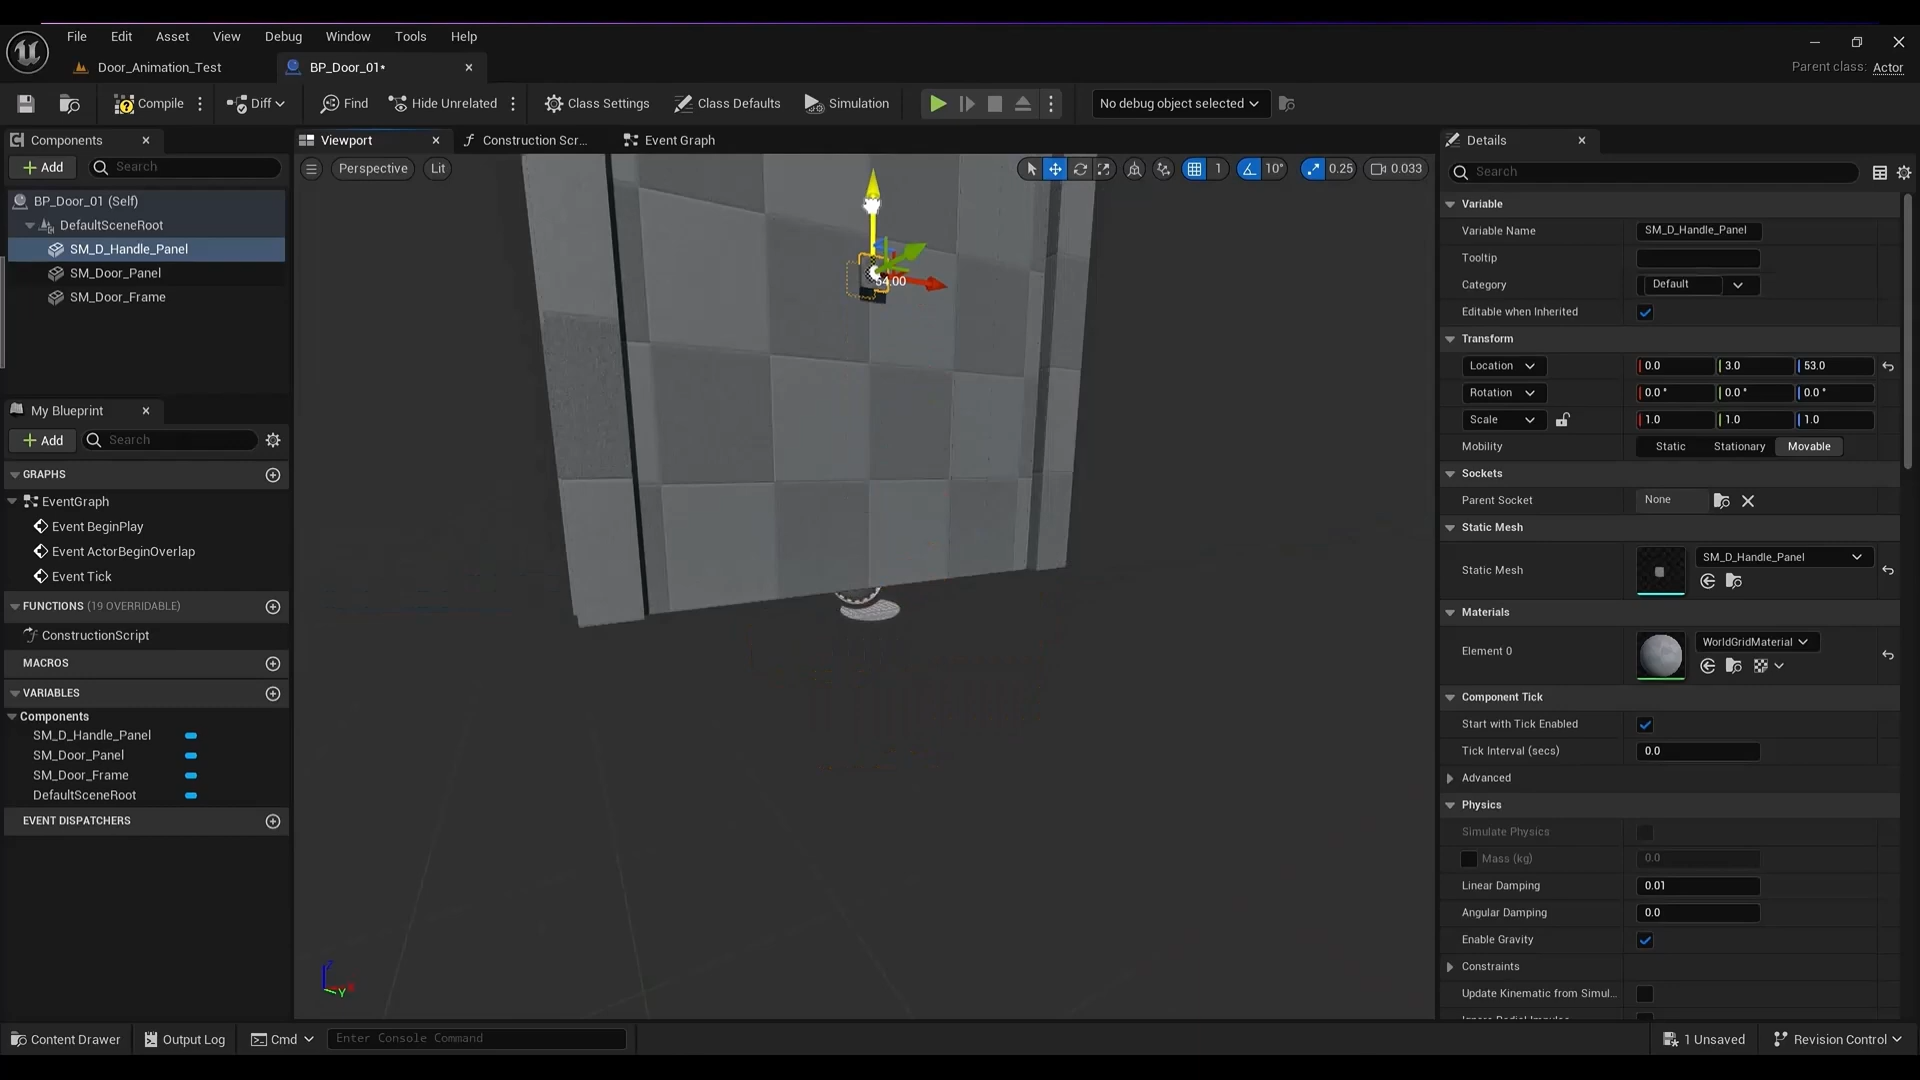 File Edit Asset View Debug Window Tools Help
Door_Animation_Test
BP_Door_01*
Parent class: Actor
Compile
Diff
Find
Hide Unrelated
Class Settings
Class Defaults
Simulation
No debug object selected
Components
Viewport
Construction Scr...
Event Graph
Details
Add
Search
Perspective
Lit
1
10°
0.25
0.033
Search
BP_Door_01 (Self)
DefaultSceneRoot
SM_D_Handle_Panel
SM_Door_Panel
SM_Door_Frame
54.00
My Blueprint
Add
Search
GRAPHS
EventGraph
Event BeginPlay
Event ActorBeginOverlap
Event Tick
FUNCTIONS (19 OVERRIDABLE)
ConstructionScript
MACROS
VARIABLES
Components
SM_D_Handle_Panel
SM_Door_Panel
SM_Door_Frame
DefaultSceneRoot
EVENT DISPATCHERS
Z
X
Y
Variable
Variable Name SM_D_Handle_Panel
Tooltip
Category Default
Editable when Inherited
Transform
Location 0.0 3.0 53.0
Rotation 0.0 ° 0.0 ° 0.0 °
Scale 1.0 1.0 1.0
Mobility Static Stationary Movable
Sockets
Parent Socket None
Static Mesh
Static Mesh SM_D_Handle_Panel
Materials
Element 0 WorldGridMaterial
Component Tick
Start with Tick Enabled
Tick Interval (secs) 0.0
Advanced
Physics
Simulate Physics
Mass (kg) 0.0
Linear Damping 0.01
Angular Damping 0.0
Enable Gravity
Constraints
Update Kinematic from Simul...
Content Drawer
Output Log
Cmd
Enter Console Command
1 Unsaved
Revision Control